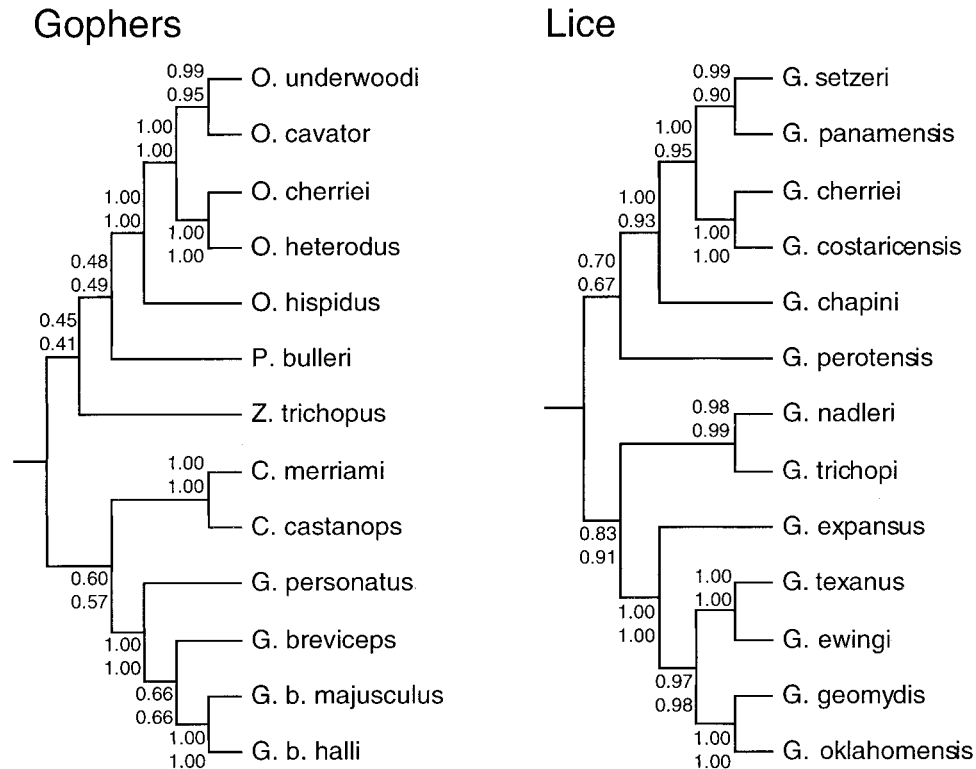 Gophers
0.99
0.95
O. underwoodi
1.00
1.00
O. cavator
O. cherriei
1.00
1.00
1.00
1.00
O. heterodus
0.48
0.49
O. hispidus
0.45
0.41
P. bulleri
Z. trichopus
1.00
1.00
C. merriami
C. castanops
0.60
0.57
G. personatus
1.00
1.00
G. breviceps
0.66
0.66
G. b. majusculus
1.00
1.00
G. b. halli
Lice
0.99
0.90
G. setzeri
1.00
0.95
G. panamensis
G. cherriei
1.00
0.93
1.00
1.00
G. costaricensis
0.70
0.67
G. chapini
G. perotensis
0.98
0.99
G. nadleri
G. trichopi
0.83
0.91
G. expansus
1.00
1.00
G. texanus
1.00
1.00
G. ewingi
0.97
0.98
G. geomydis
1.00
1.00
G. oklahomensis